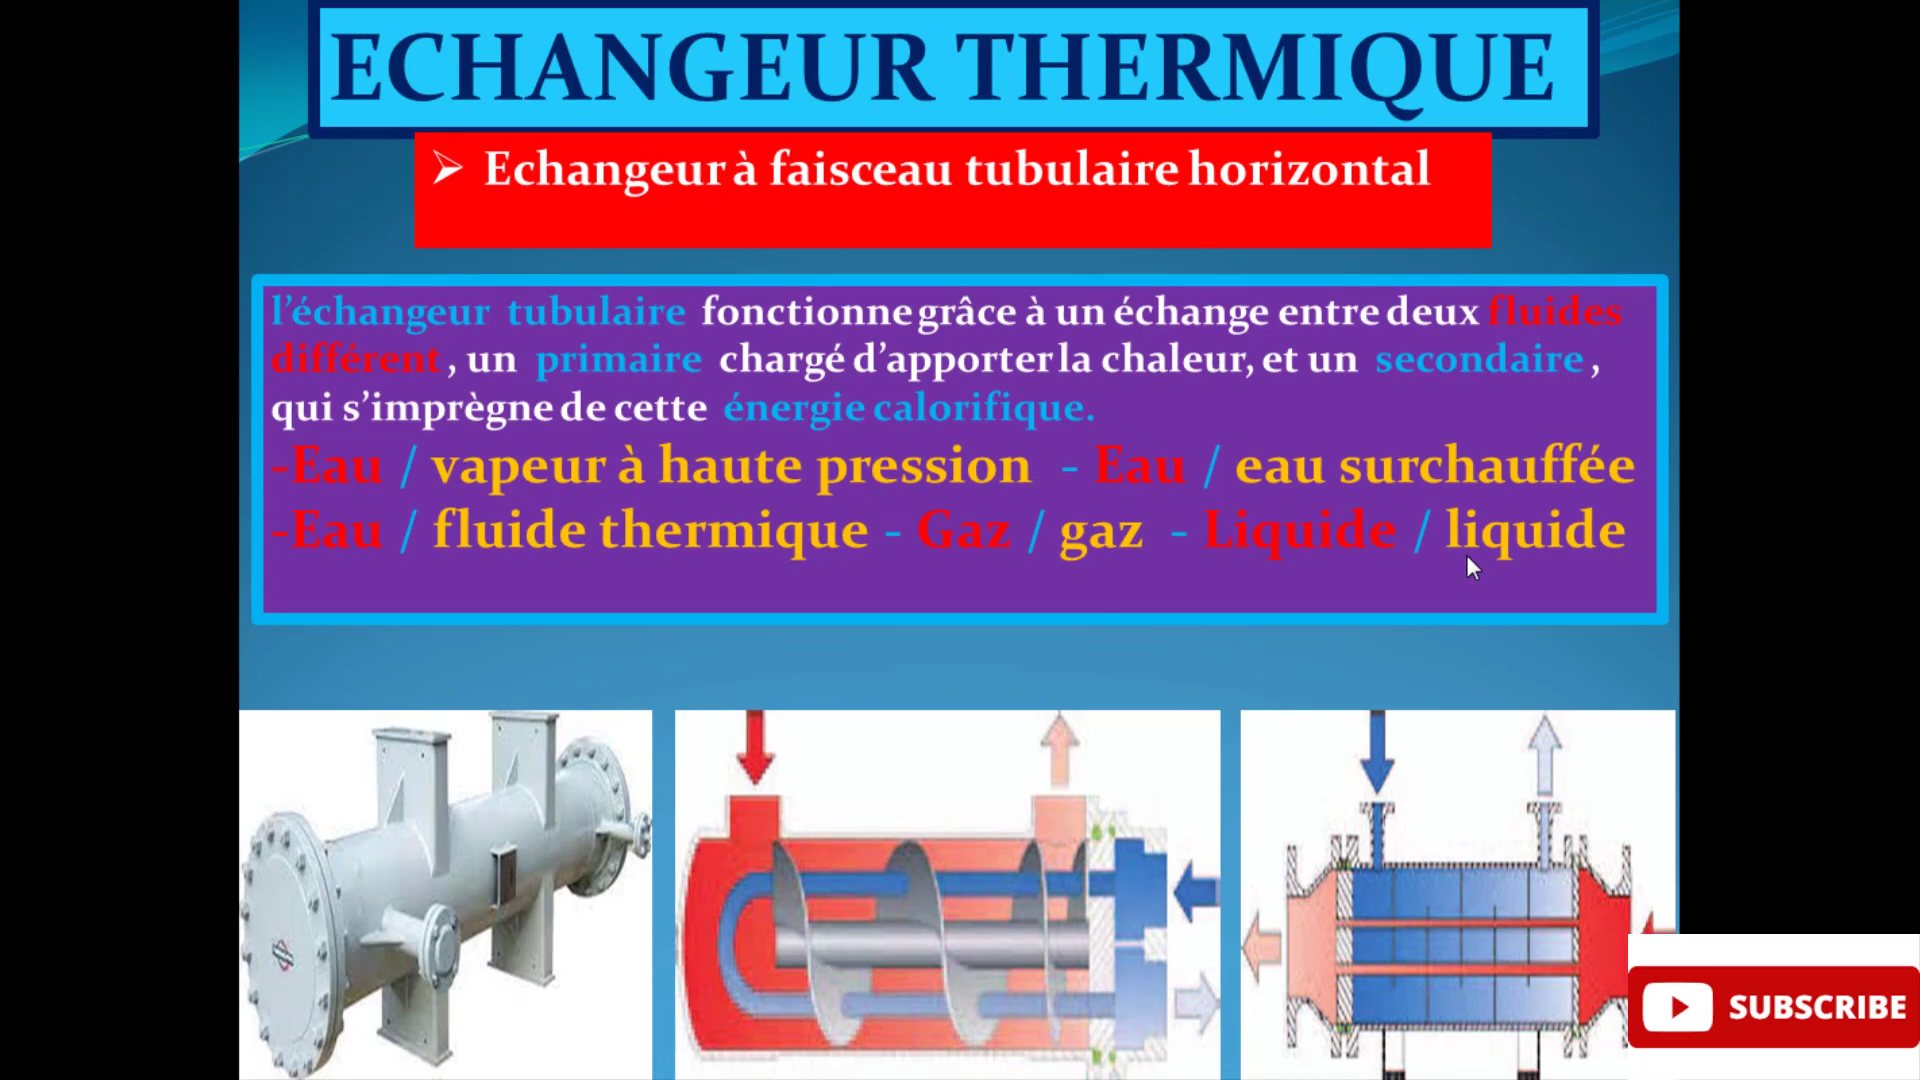 ECHANGEUR THERMIQUE
Echangeur à faisceau tubulaire horizontal
l’échangeur tubulaire fonctionne grâce à un échange entre deux fluides
différent , un primaire chargé d’apporter la chaleur, et un secondaire ,
qui s’imprègne de cette énergie calorifique.
-Eau / vapeur à haute pression - Eau / eau surchauffée
-Eau / fluide thermique - Gaz / gaz - Liquide / liquide
SUBSCRIBE